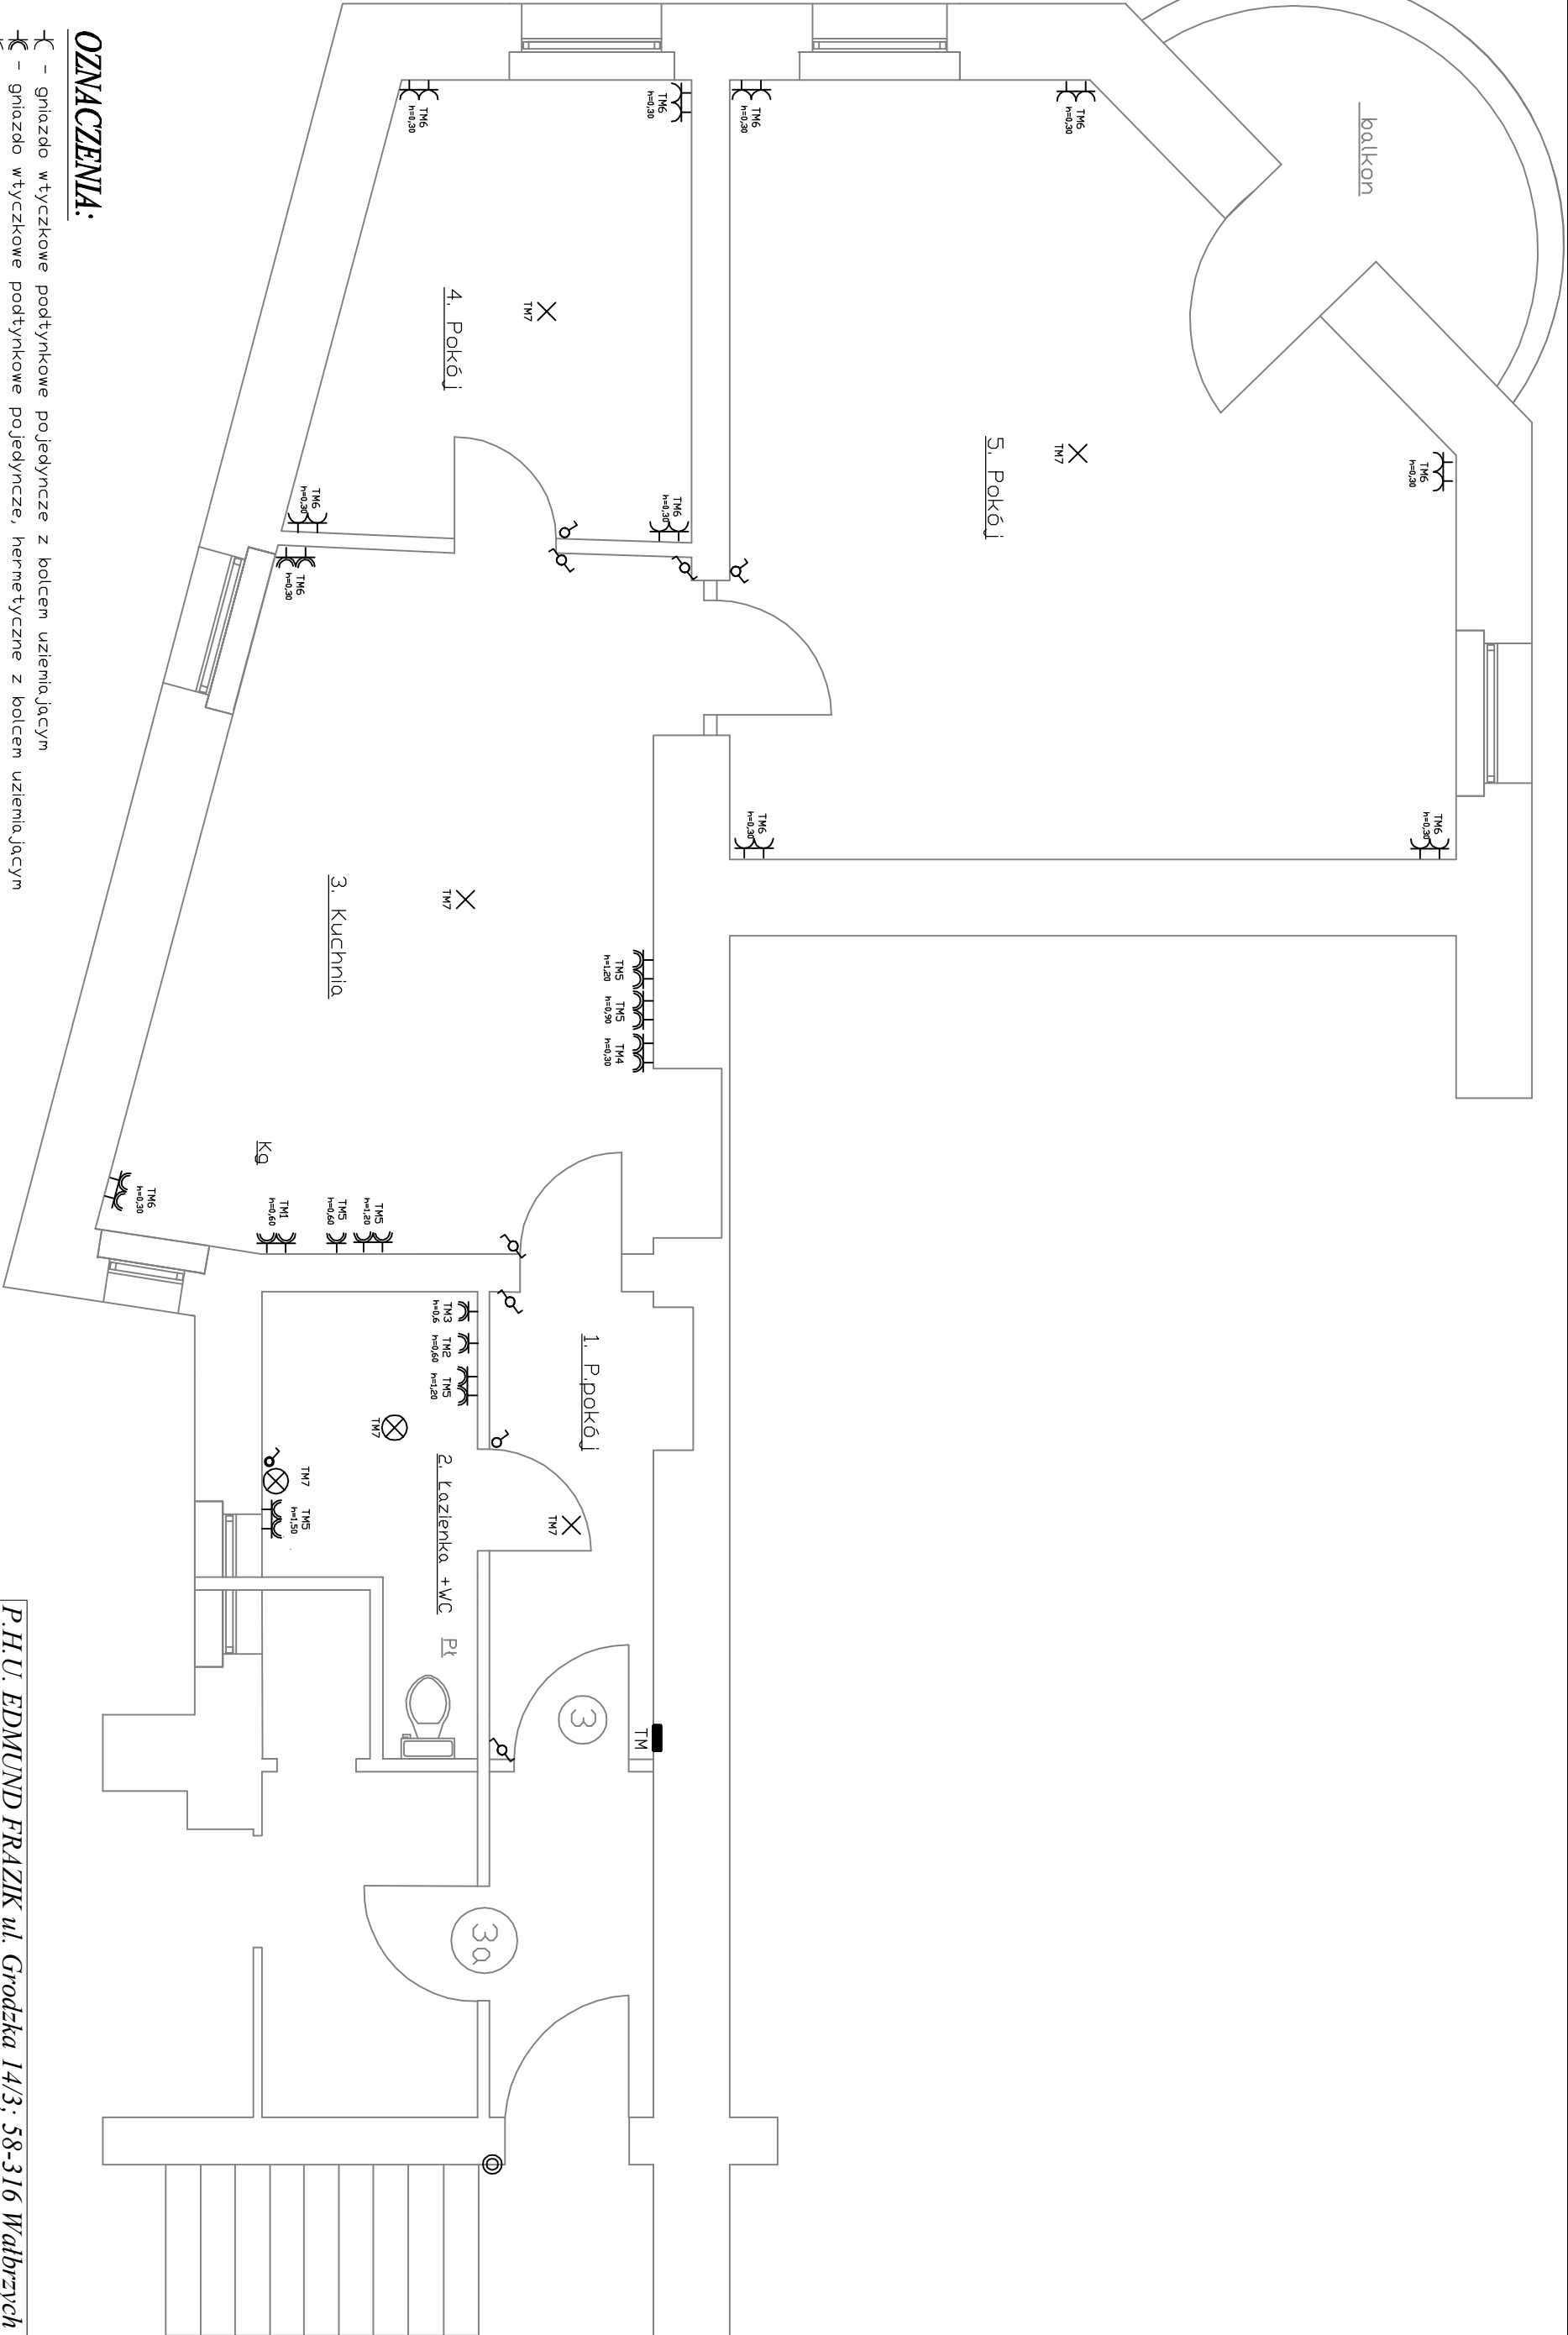 balkon
TM6
h=0,30
TM6
h=0,30
TM6
h=0,30
TM6
h=0,30
TM7
4. Pokój
5. Pokój
TM7
TM6
h=0,30
TM6
h=0,30
TM6
h=0,30
TM6
h=0,30
TM6
h=0,30
TM6
h=0,30
3. Kuchnia
TM7
TM5
h=1,20
TM5
h=0,90
TM4
h=0,30
Kg
TM6
h=0,30
TM1
h=0,60
TM5
h=0,60
TM5
h=1,20
TM3
h=0,6
TM2
h=0,60
TM5
h=1,20
1. P.pokój
TM7
TM7
TM5
h=1,50
2. Łazienka +WC
TM7
Pł
3
TM
3a
OZNACZENIA:
- gniazdo wtyczkowe podtynkowe pojedyncze z bolcem uziemiającym
- gniazdo wtyczkowe podtynkowe pojedyncze, hermetyczne z bolcem uziemiającym
P.H.U. EDMUND FRAZIK ul. Grodzka 14/3; 58-316 Wałbrzych